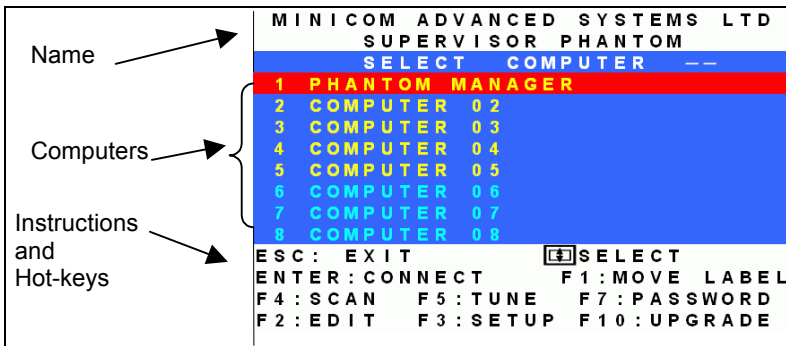 MINICOM ADVANCED SYSTEMS LTD
SUPERVISOR PHANTOM
SELECT COMPUTER --
1 PHANTOM MANAGER
2 COMPUTER 02
3 COMPUTER 03
4 COMPUTER 04
5 COMPUTER 05
6 COMPUTER 06
7 COMPUTER 07
8 COMPUTER 08
ESC: EXIT SELECT
ENTER:CONNECT F1:MOVE LABEL
F4:SCAN F5:TUNE F7:PASSWORD
F2:EDIT F3:SETUP F10:UPGRADE
Name
Computers
Instructions
and
Hot-keys